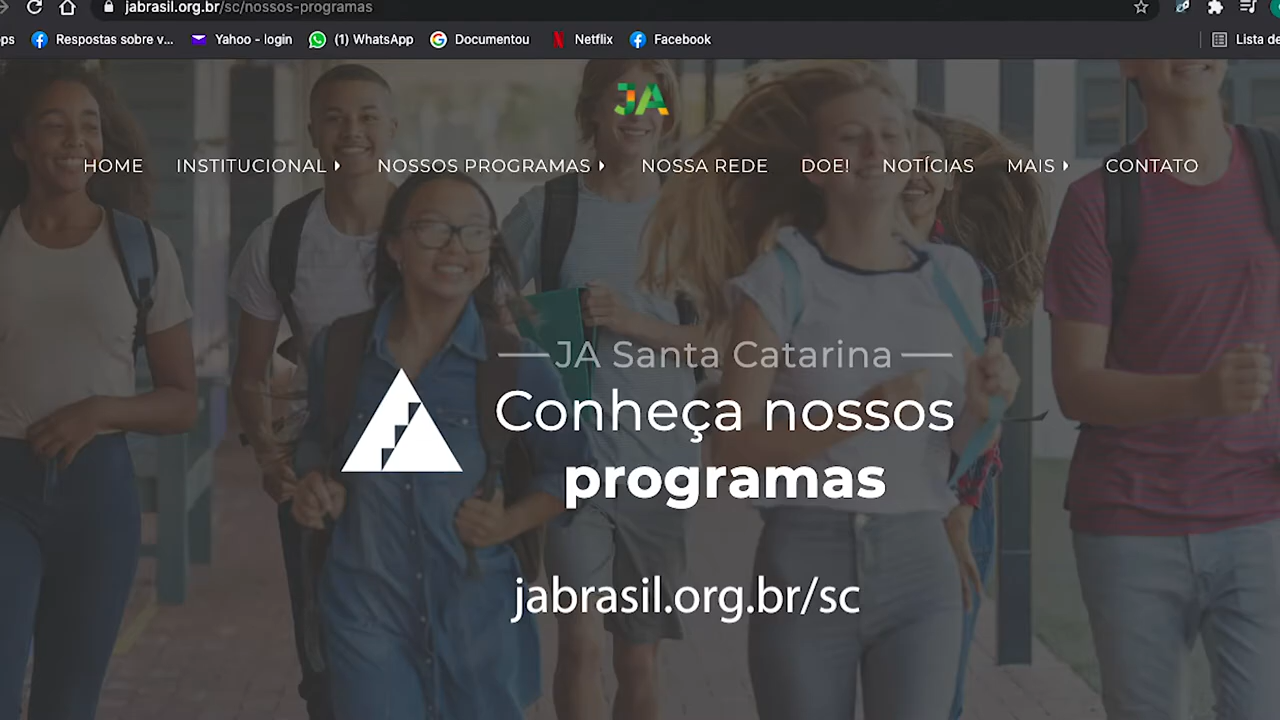 jabrasil.org.br/sc/nossos-programas
ps Respostas sobre v... Yahoo - login (1) WhatsApp Documentou Netflix Facebook Lista de
JA
HOME INSTITUCIONAL NOSSOS PROGRAMAS NOSSA REDE DOE! NOTÍCIAS MAIS CONTATO
JA Santa Catarina
Conheça nossos
programas
jabrasil.org.br/sc